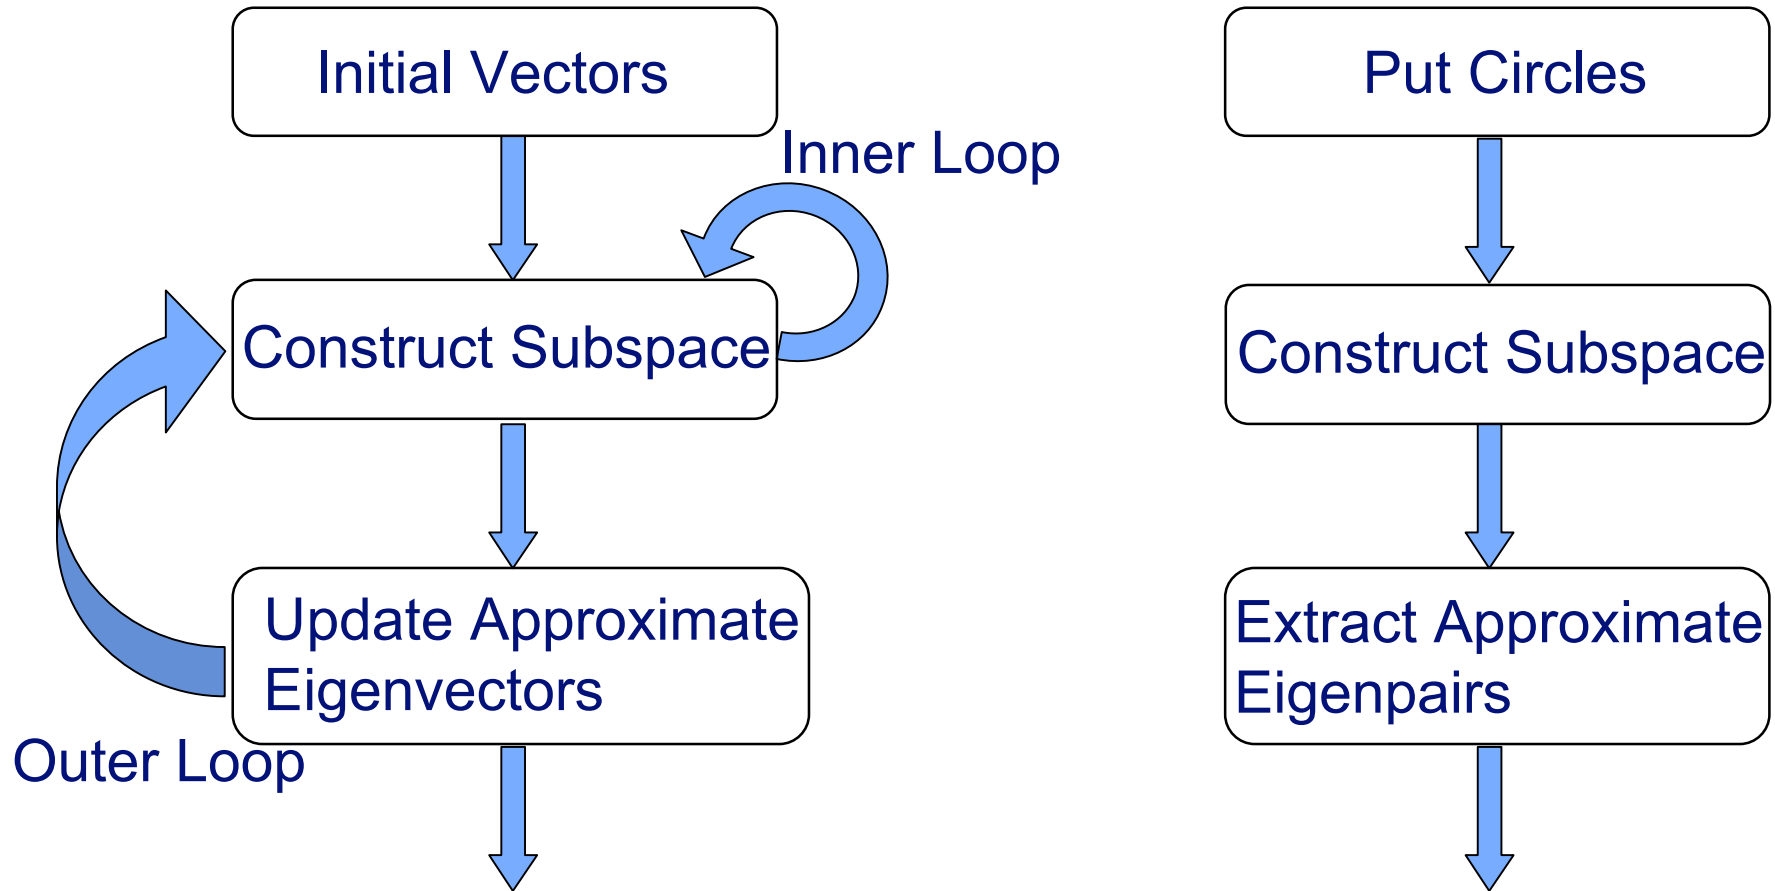 Initial Vectors
Inner Loop
Construct Subspace
Update Approximate
Eigenvectors
Outer Loop
Put Circles
Construct Subspace
Extract Approximate
Eigenpairs